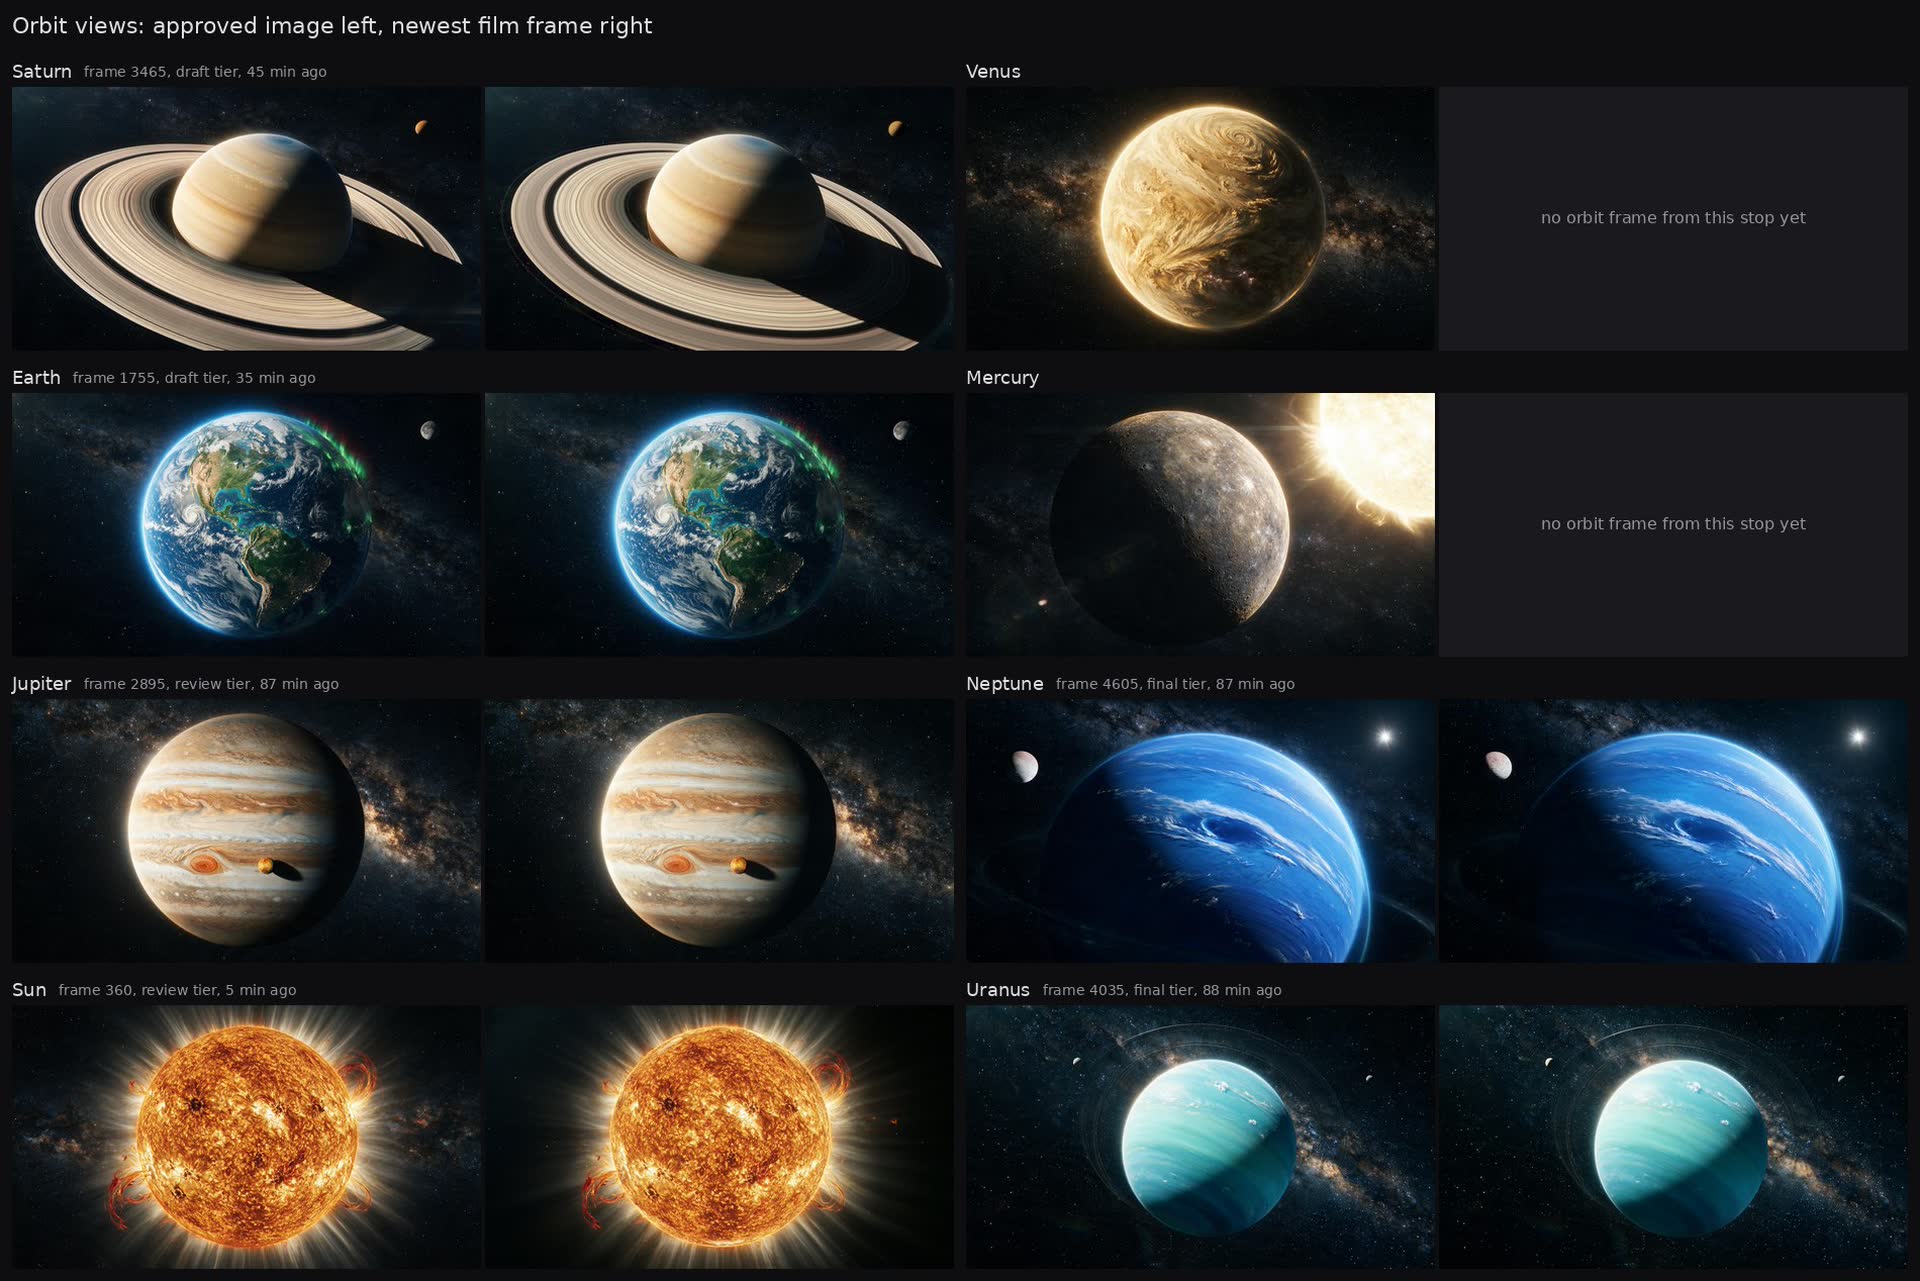 Orbit views: approved image left, newest film frame right
Saturn frame 3465, draft tier, 45 min ago
Venus
no orbit frame from this stop yet
Earth frame 1755, draft tier, 35 min ago
Mercury
no orbit frame from this stop yet
Jupiter frame 2895, review tier, 87 min ago
Neptune frame 4605, final tier, 87 min ago
Sun frame 360, review tier, 5 min ago
Uranus frame 4035, final tier, 88 min ago